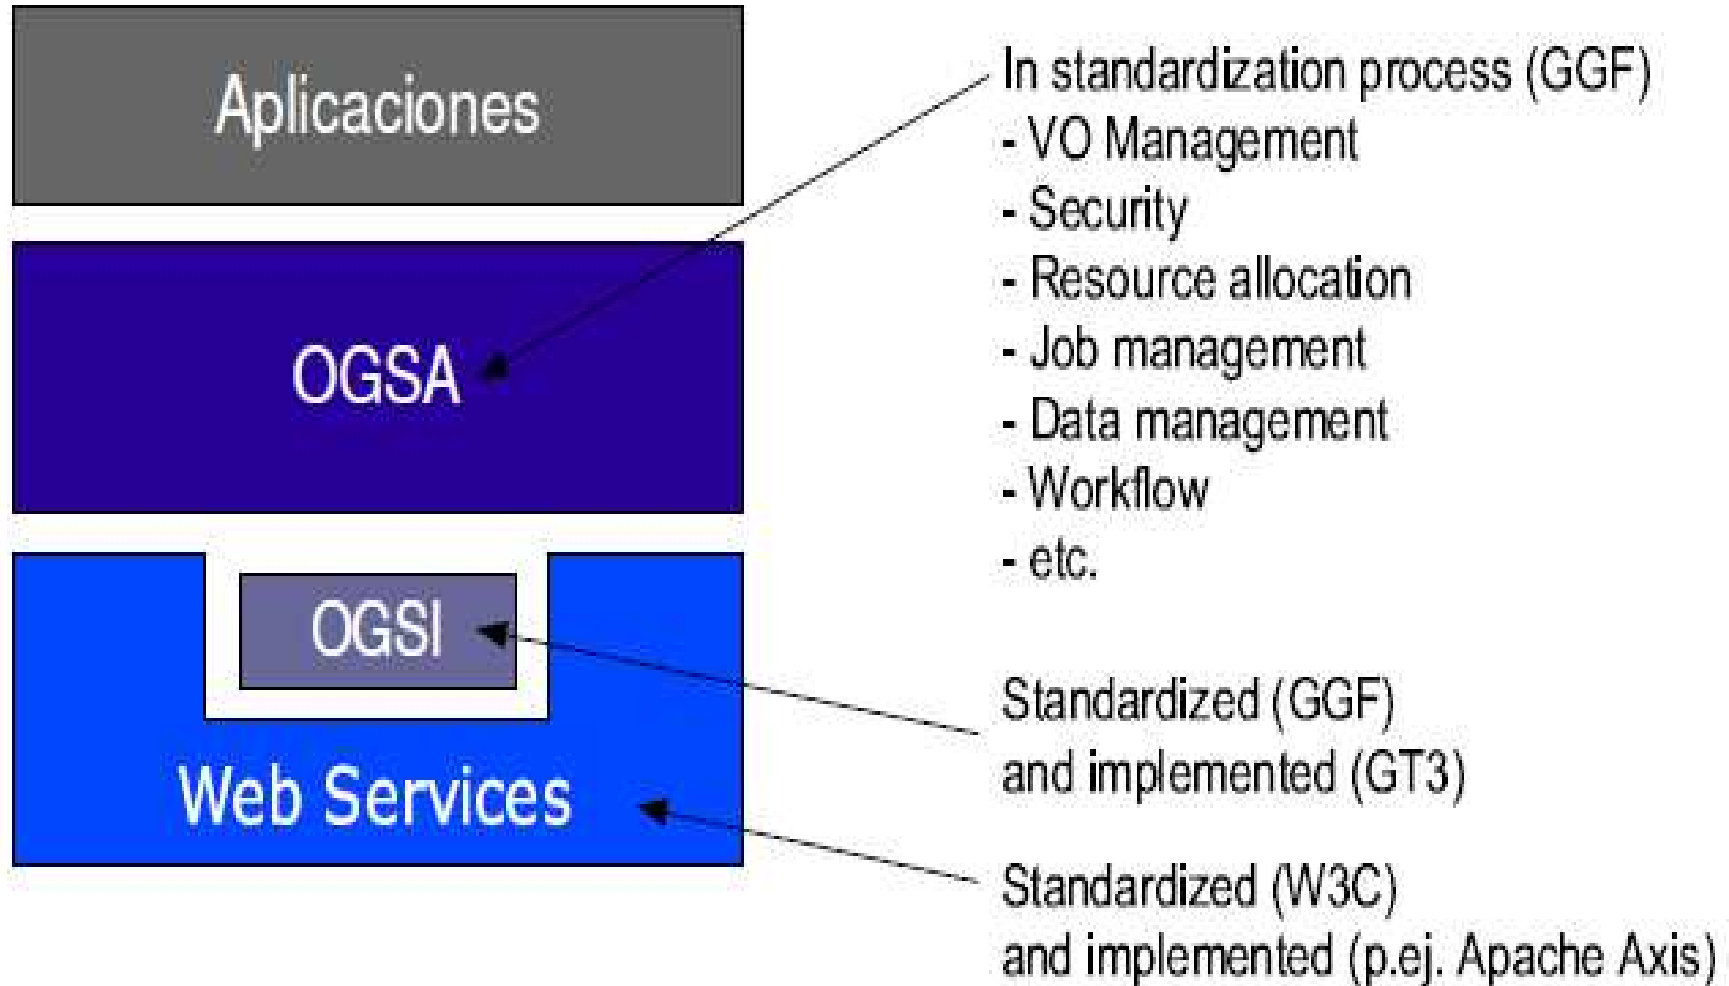 Aplicaciones
OGSA
OGSI
Web Services
In standardization process (GGF)
- VO Management
- Security
- Resource allocation
- Job management
- Data management
- Workflow
- etc.
Standardized (GGF)
and implemented (GT3)
Standardized (W3C)
and implemented (p.ej. Apache Axis)